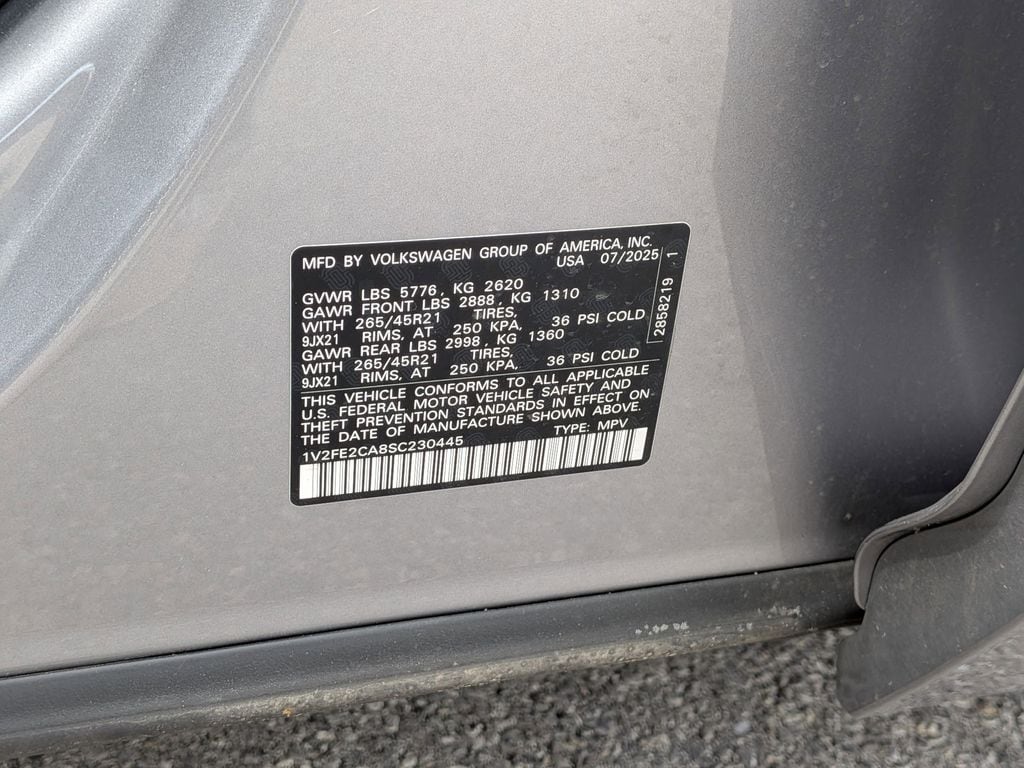 MFD BY VOLKSWAGEN GROUP OF AMERICA, INC.
USA 07/2025
GVWR LBS 5776, KG 2620
GAWR FRONT LBS 2888, KG 1310
WITH 265/45R21 TIRES,
9JX21 RIMS, AT 250 KPA, 36 PSI COLD
GAWR REAR LBS 2998, KG 1360
WITH 265/45R21 TIRES,
9JX21 RIMS, AT 250 KPA, 36 PSI COLD
THIS VEHICLE CONFORMS TO ALL APPLICABLE
U.S. FEDERAL MOTOR VEHICLE SAFETY AND
THEFT PREVENTION STANDARDS IN EFFECT ON
THE DATE OF MANUFACTURE SHOWN ABOVE.
1V2FE2CA8SC230445 TYPE: MPV
2858219 1